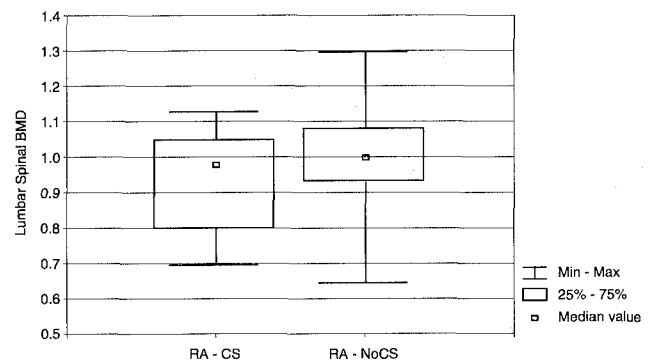 1.4
1.3
1.2
1.1
1.0
0.9
0.8
0.7
0.6
0.5
Lumbar Spinal BMD
RA - CS
RA - NoCS
Min - Max
25% - 75%
Median value